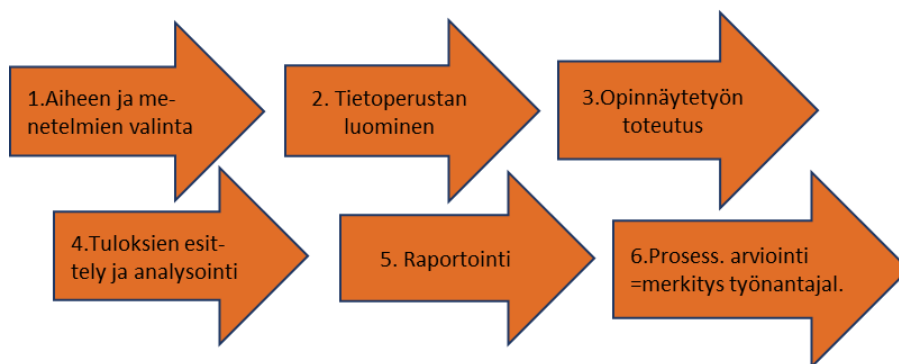 1.Aiheen ja me-
netelmien valinta
2. Tietoperustan
luominen
3.Opinnäytetyön
toteutus
4.Tuloksien esit-
tely ja analysointi
5. Raportointi
6.Prosess. arviointi
=merkitys työnantajal.